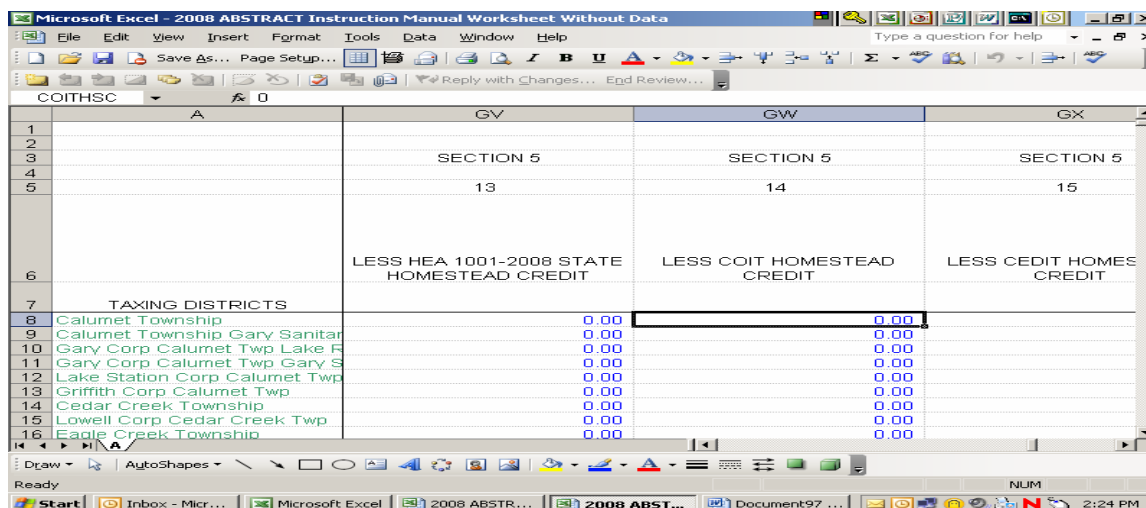 Microsoft Excel - 2008 ABSTRACT Instruction Manual Worksheet Without Data
File Edit View Insert Format Tools Data Window Help Type a question for help
Save As... Page Setup...
Reply with Changes... End Review...
COITHSC fx 0
A GV GW GX
1
2
3 SECTION 5 SECTION 5 SECTION 5
4
5 13 14 15
LESS HEA 1001-2008 STATE LESS COIT HOMESTEAD LESS CEDIT HOMES
6 HOMESTEAD CREDIT CREDIT CREDIT
7 TAXING DISTRICTS
8 Calumet Township 0.00 0.00
9 Calumet Township Gary Sanitar 0.00 0.00
10 Gary Corp Calumet Twp Lake R 0.00 0.00
11 Gary Corp Calumet Twp Gary S 0.00 0.00
12 Lake Station Corp Calumet Twp 0.00 0.00
13 Griffith Corp Calumet Twp 0.00 0.00
14 Cedar Creek Township 0.00 0.00
15 Lowell Corp Cedar Creek Twp 0.00 0.00
16 Eagle Creek Township 0.00 0.00
A
Draw AutoShapes
Ready NUM
Start Inbox - Micr... Microsoft Excel 2008 ABSTR... 2008 ABST... Document97 ... 2:24 PM